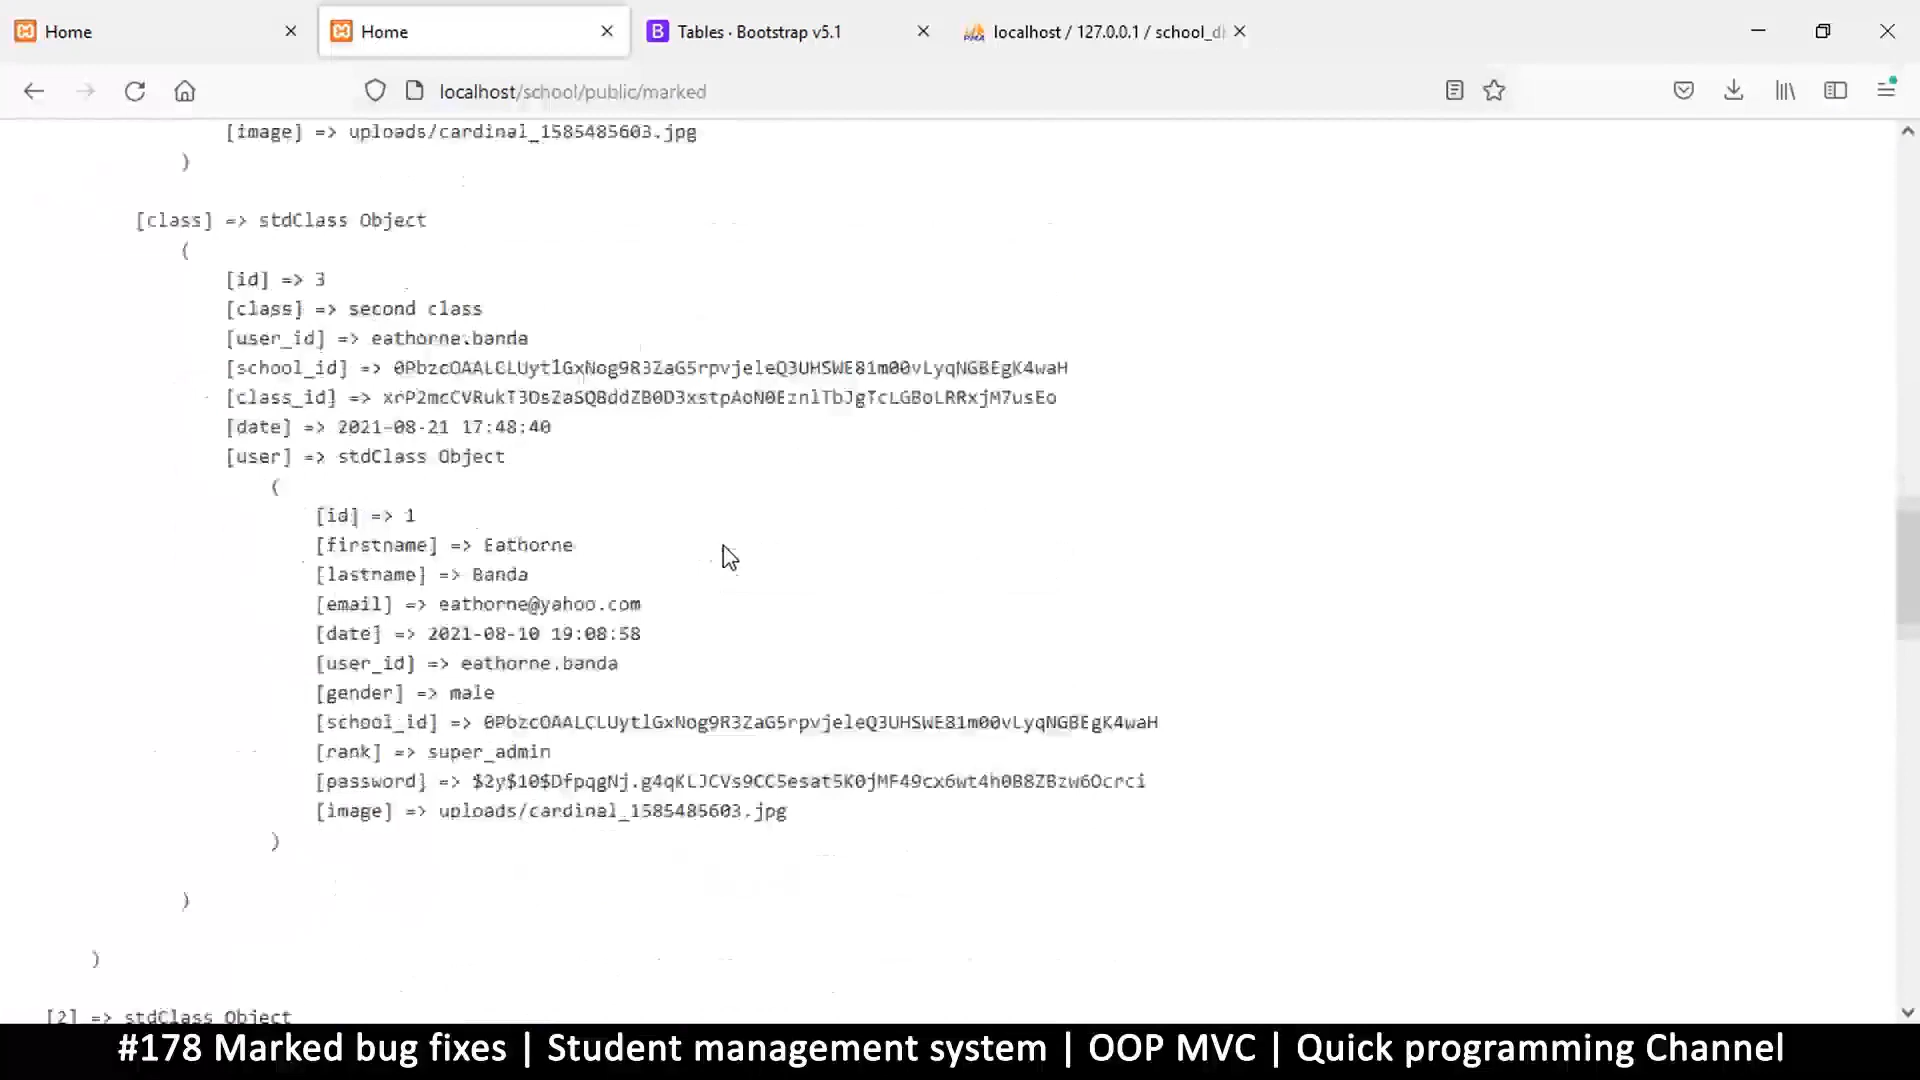 Home
Home
Tables · Bootstrap v5.1
localhost / 127.0.0.1 / school_d
localhost/school/public/marked
[image] => uploads/cardinal_1585485603.jpg
)
[class] => stdClass Object
(
[id] => 3
[class] => second class
[user_id] => eathorne.banda
[school_id] => 0PbzcOAALCLUytlGxNog9R3ZaG5rpvjeleQ3UHSWE81m00vLyqNGBEgK4waH
[class_id] => xrP2mcCVRukT3DsZaSQBddZB0D3xstpAoN0EznlTbJgTcLGBoLRRxjM7usEo
[date] => 2021-08-21 17:48:40
[user] => stdClass Object
(
[id] => 1
[firstname] => Eathorne
[lastname] => Banda
[email] => eathorne@yahoo.com
[date] => 2021-08-10 19:08:58
[user_id] => eathorne.banda
[gender] => male
[school_id] => 0PbzcOAALCLUytlGxNog9R3ZaG5rpvjeleQ3UHSWE81m00vLyqNGBEgK4waH
[rank] => super_admin
[password] => $2y$10$DfpqgNj.g4qKLJCVs9CC5esat5K0jMF49cx6wt4h0B8ZBzw6Ocrci
[image] => uploads/cardinal_1585485603.jpg
)
)
)
[2] => stdClass Object
#178 Marked bug fixes | Student management system | OOP MVC | Quick programming Channel